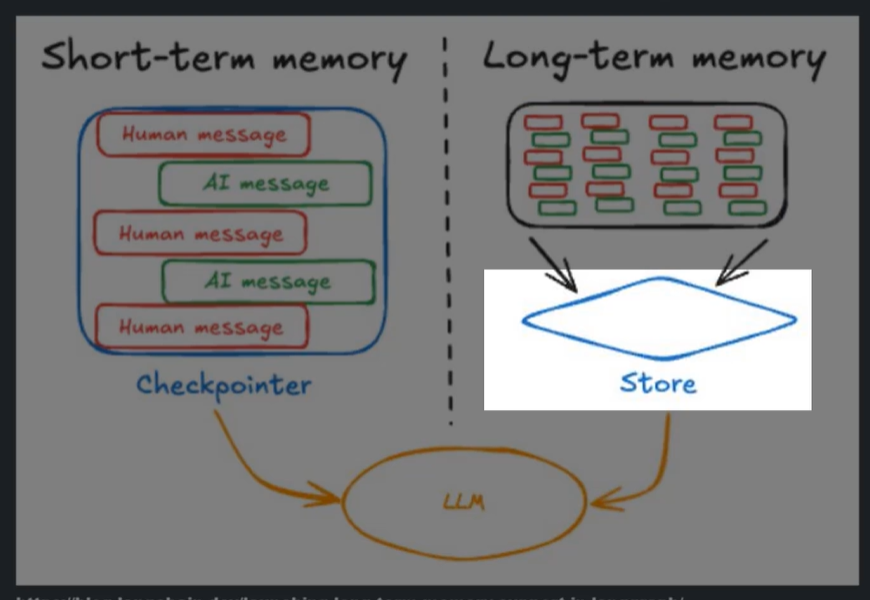 Short-term memory
Human message
AI message
Human message
AI message
Human message
Checkpointer
Long-term memory
Store
LLM